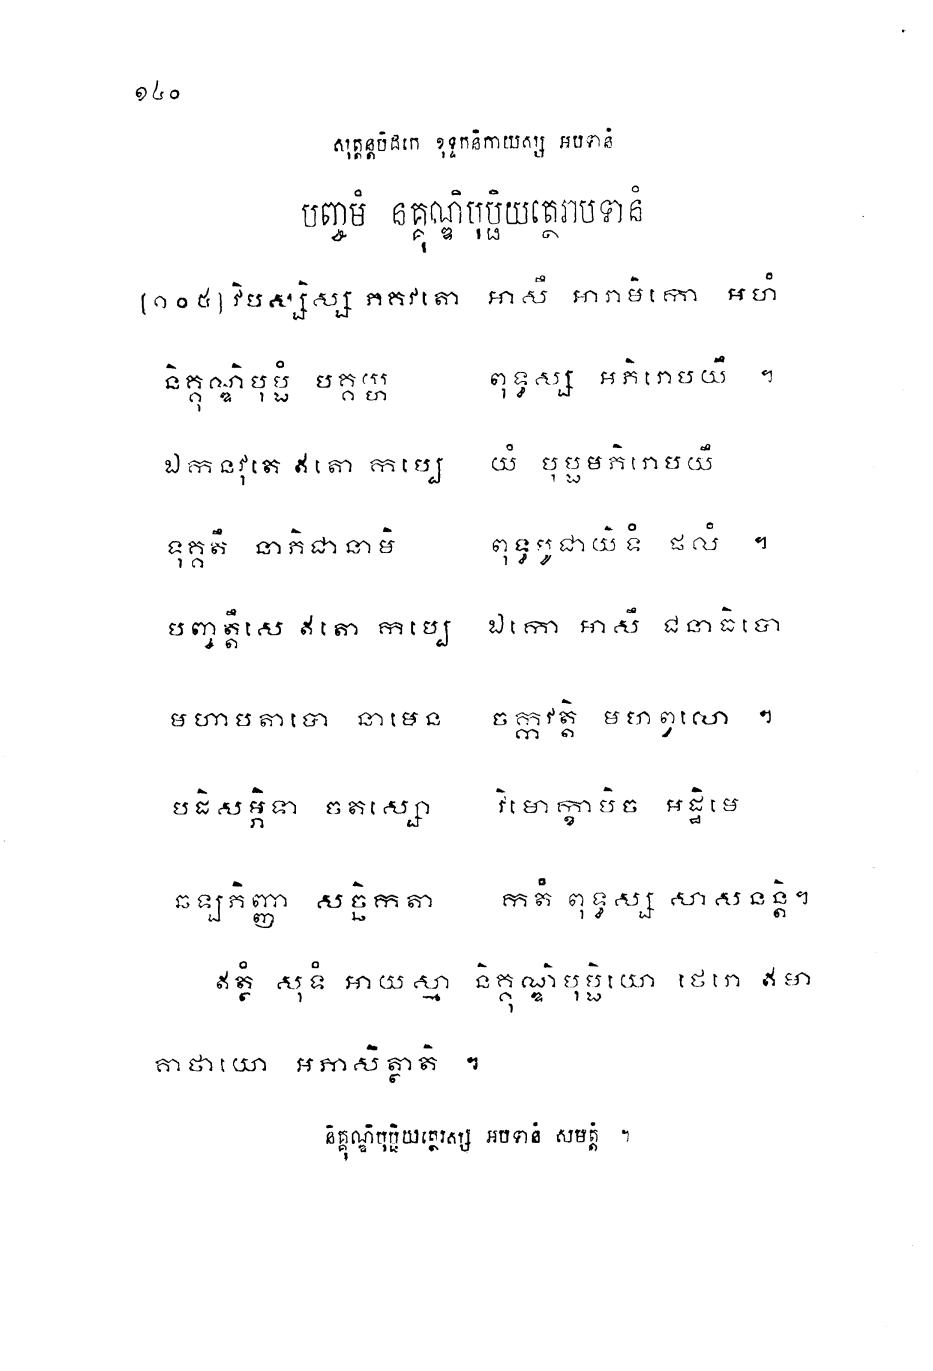 ១៤០
សុត្តន្តបិដកេ ខុទ្ទកនិកាយស្ស អបទានំ
បញ្ចមំ និគ្គុណ្ឌិបុប្ផិយត្ថេរាបទានំ
[១០៥] វិបស្សិស្ស ភគវតោ អាសឹ អារាមិកោ អហំ
និគ្គុណ្ឌិបុប្ផំ បគ្គយ្ហ ពុទ្ធស្ស អភិរោបយឹ ។
ឯកនវុតេ ឥតោ កប្បេ យំ បុប្ផមភិរោបយឹ
ទុគ្គតឹ នាភិជានាមិ ពុទ្ធបូជាយិទំ ផលំ ។
បញ្ចត្តឹសេ ឥតោ កប្បេ ឯកោ អាសឹ ជនាធិបោ
មហាបតាបោ នាមេន ចក្កវត្តិ មហព្វលោ ។
បដិសម្ភិទា ចតស្សោ វិមោក្ខាបិច អដ្ឋិមេ
ឆឡភិញ្ញា សច្ឆិកតា កតំ ពុទ្ធស្ស សាសនន្តិ។
ឥត្ថំ សុទំ អាយស្មា និគ្គុណ្ឌិបុប្ផិយោ ថេរោ ឥមា
គាថាយោ អភាសិត្ថាតិ ។
និគ្គុណ្ឌិបុប្ផិយត្ថេរស្ស អបទានំ សមត្តំ ។